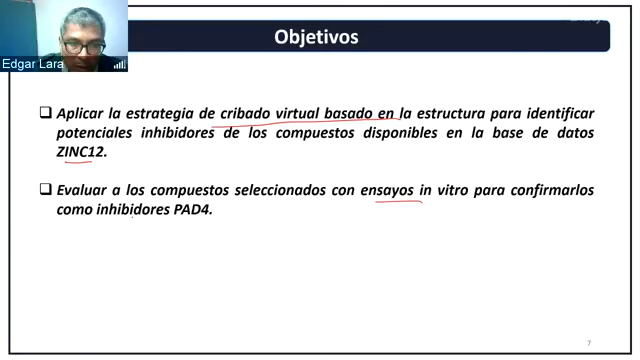 Objetivos
Edgar Lara
Aplicar la estrategia de cribado virtual basado en la estructura para identificar
potenciales inhibidores de los compuestos disponibles en la base de datos
ZINC12.
Evaluar a los compuestos seleccionados con ensayos in vitro para confirmarlos
como inhibidores PAD4.
7